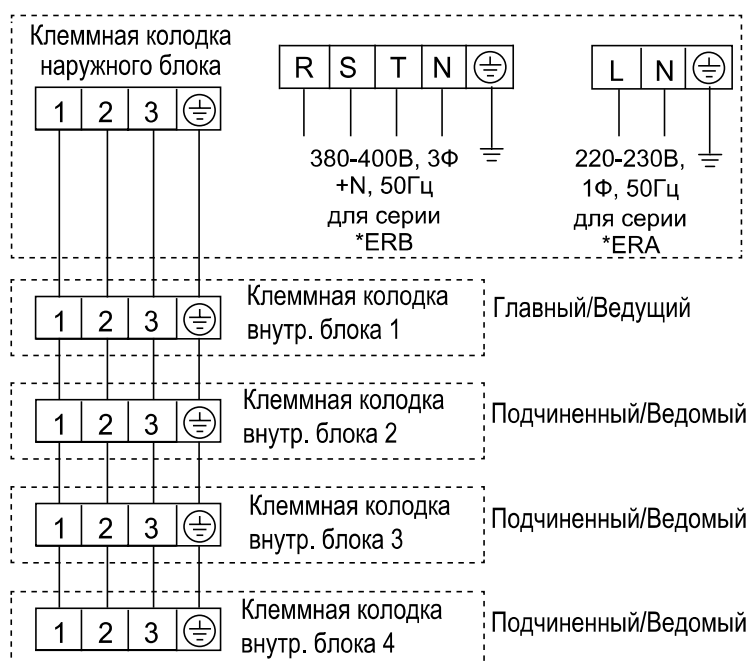 Клеммная колодка
наружного блока
1 2 3
R S T N
380-400В, 3Ф
+N, 50Гц
для серии
*ERB
L N
220-230В,
1Ф, 50Гц
для серии
*ERA
1 2 3
Клеммная колодка
внутр. блока 1
Главный/Ведущий
1 2 3
Клеммная колодка
внутр. блока 2
Подчиненный/Ведомый
1 2 3
Клеммная колодка
внутр. блока 3
Подчиненный/Ведомый
1 2 3
Клеммная колодка
внутр. блока 4
Подчиненный/Ведомый